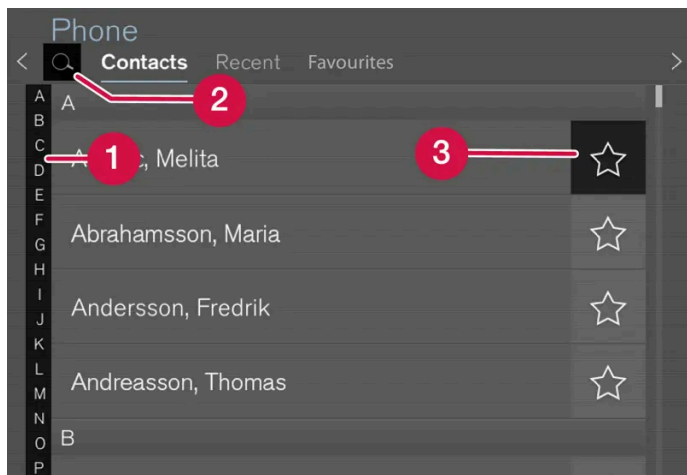 Phone
Contacts Recent Favourites
2
A
B
C
D
E
F
G
H
I
J
K
L
M
N
O
P
A
1 , Melita
3
Abrahamsson, Maria
Andersson, Fredrik
Andreasson, Thomas
B